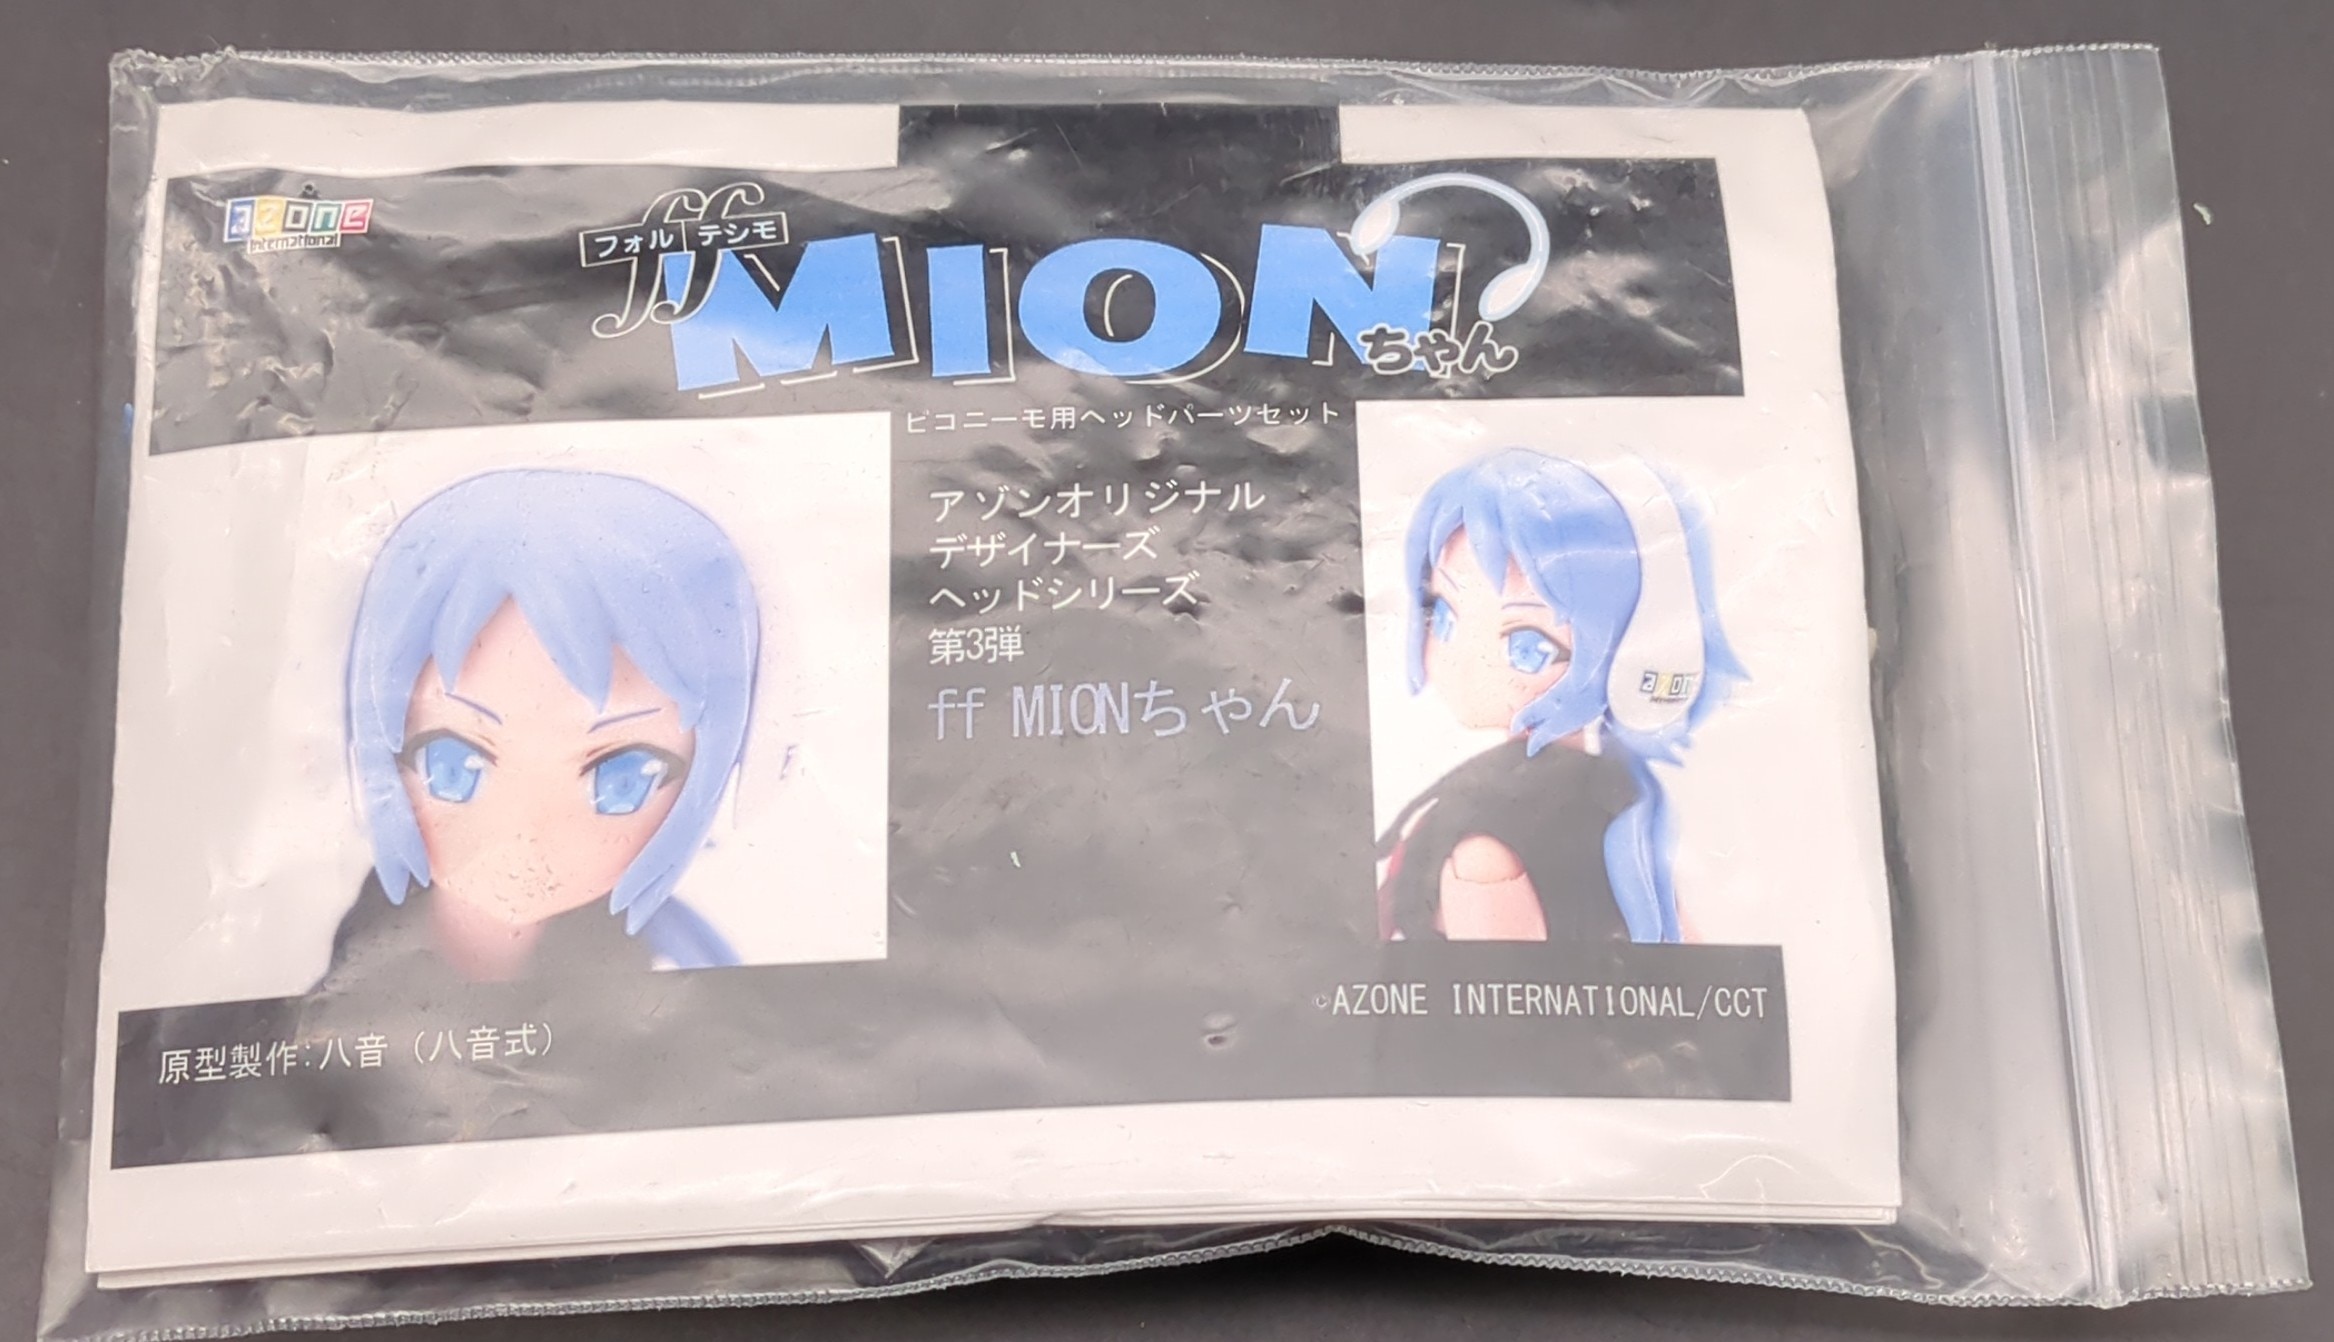 azone
international
ff
フォルテシモ
MION
ちゃん
ピコニーモ用ヘッドパーツセット
アゾンオリジナル
デザイナーズ
ヘッドシリーズ
第3弾
ff MIONちゃん
azon
©AZONE INTERNATIONAL/CCT
原型製作:八音（八音式）